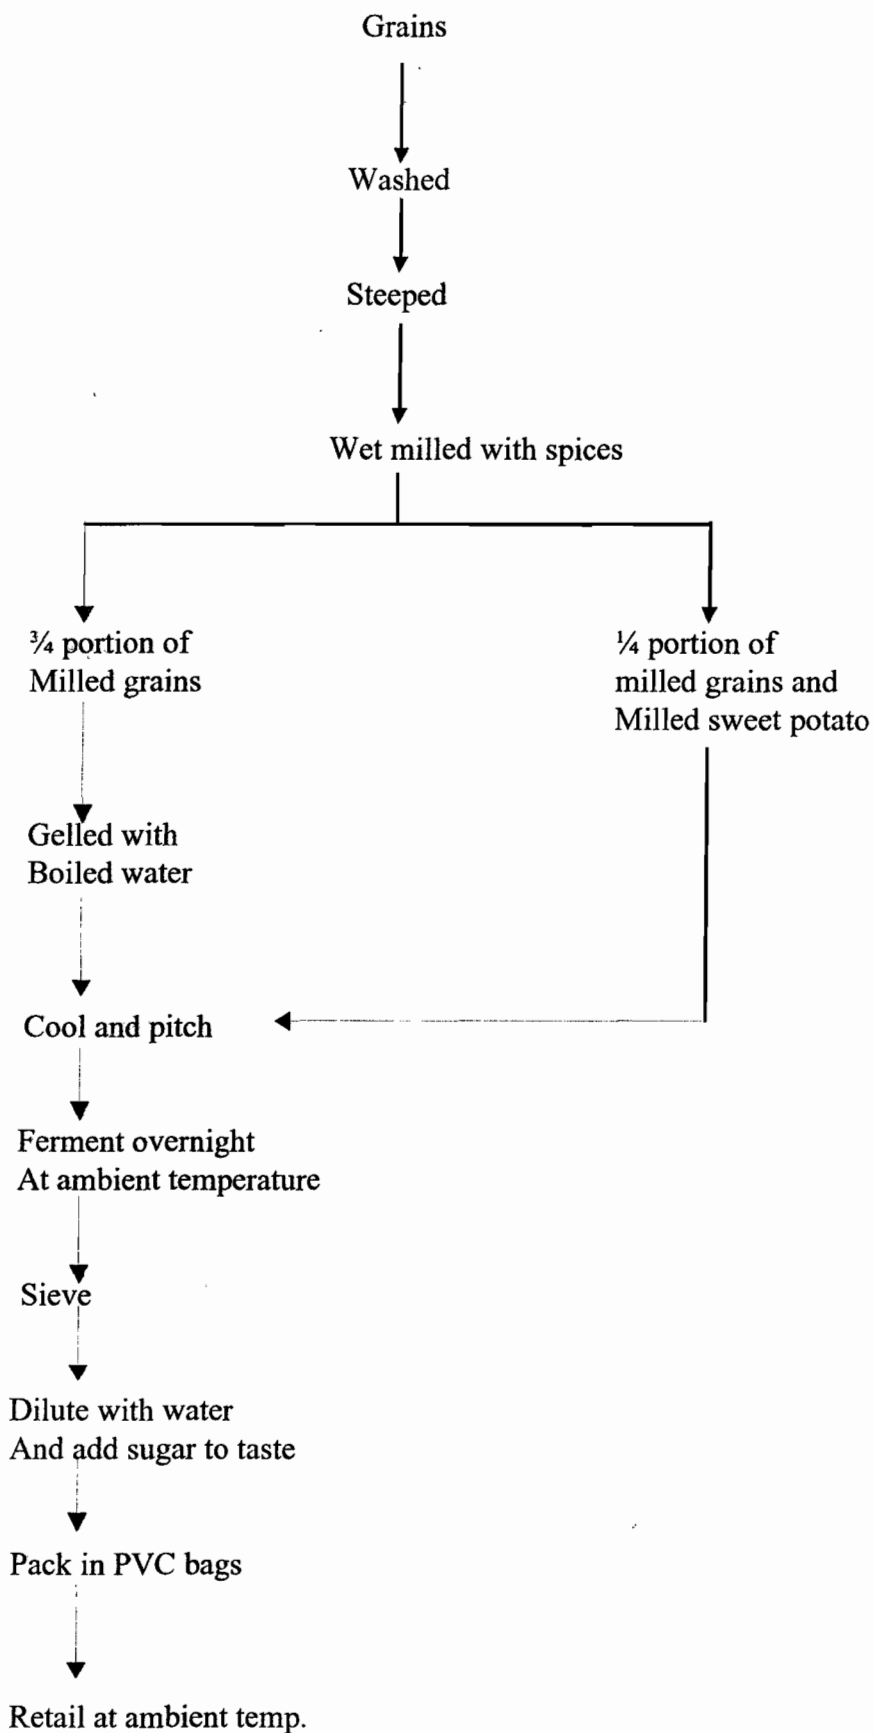 Grains
Washed
Steeped
Wet milled with spices
¾ portion of
Milled grains
¼ portion of
milled grains and
Milled sweet potato
Gelled with
Boiled water
Cool and pitch
Ferment overnight
At ambient temperature
Sieve
Dilute with water
And add sugar to taste
Pack in PVC bags
Retail at ambient temp.